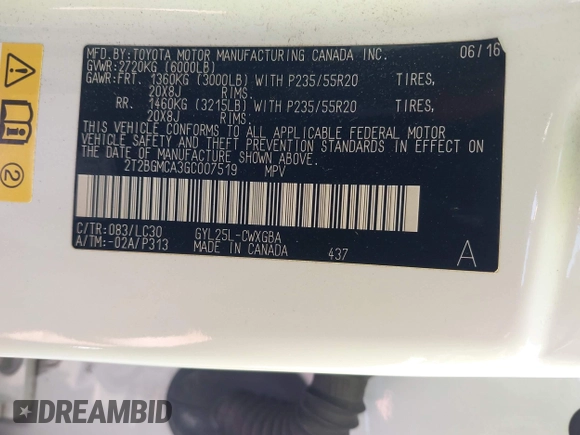 MFD.BY:TOYOTA MOTOR MANUFACTURING CANADA INC. 06/16
GVWR:2720KG (6000LB)
GAWR:FRT. 1360KG (3000LB) WITH P235/55R20 TIRES,
20X8J RIMS.
RR. 1460KG (3215LB) WITH P235/55R20 TIRES,
20X8J RIMS.
THIS VEHICLE CONFORMS TO ALL APPLICABLE FEDERAL MOTOR
VEHICLE SAFETY AND THEFT PREVENTION STANDARDS IN EFFECT
ON THE DATE OF MANUFACTURE SHOWN ABOVE.
2T2BGMCA3GC007519 MPV
C/TR:083/LC30 GYL25L-CWXGBA
A/TM:-02A/P313 MADE IN CANADA 437 A
2
DREAMBID